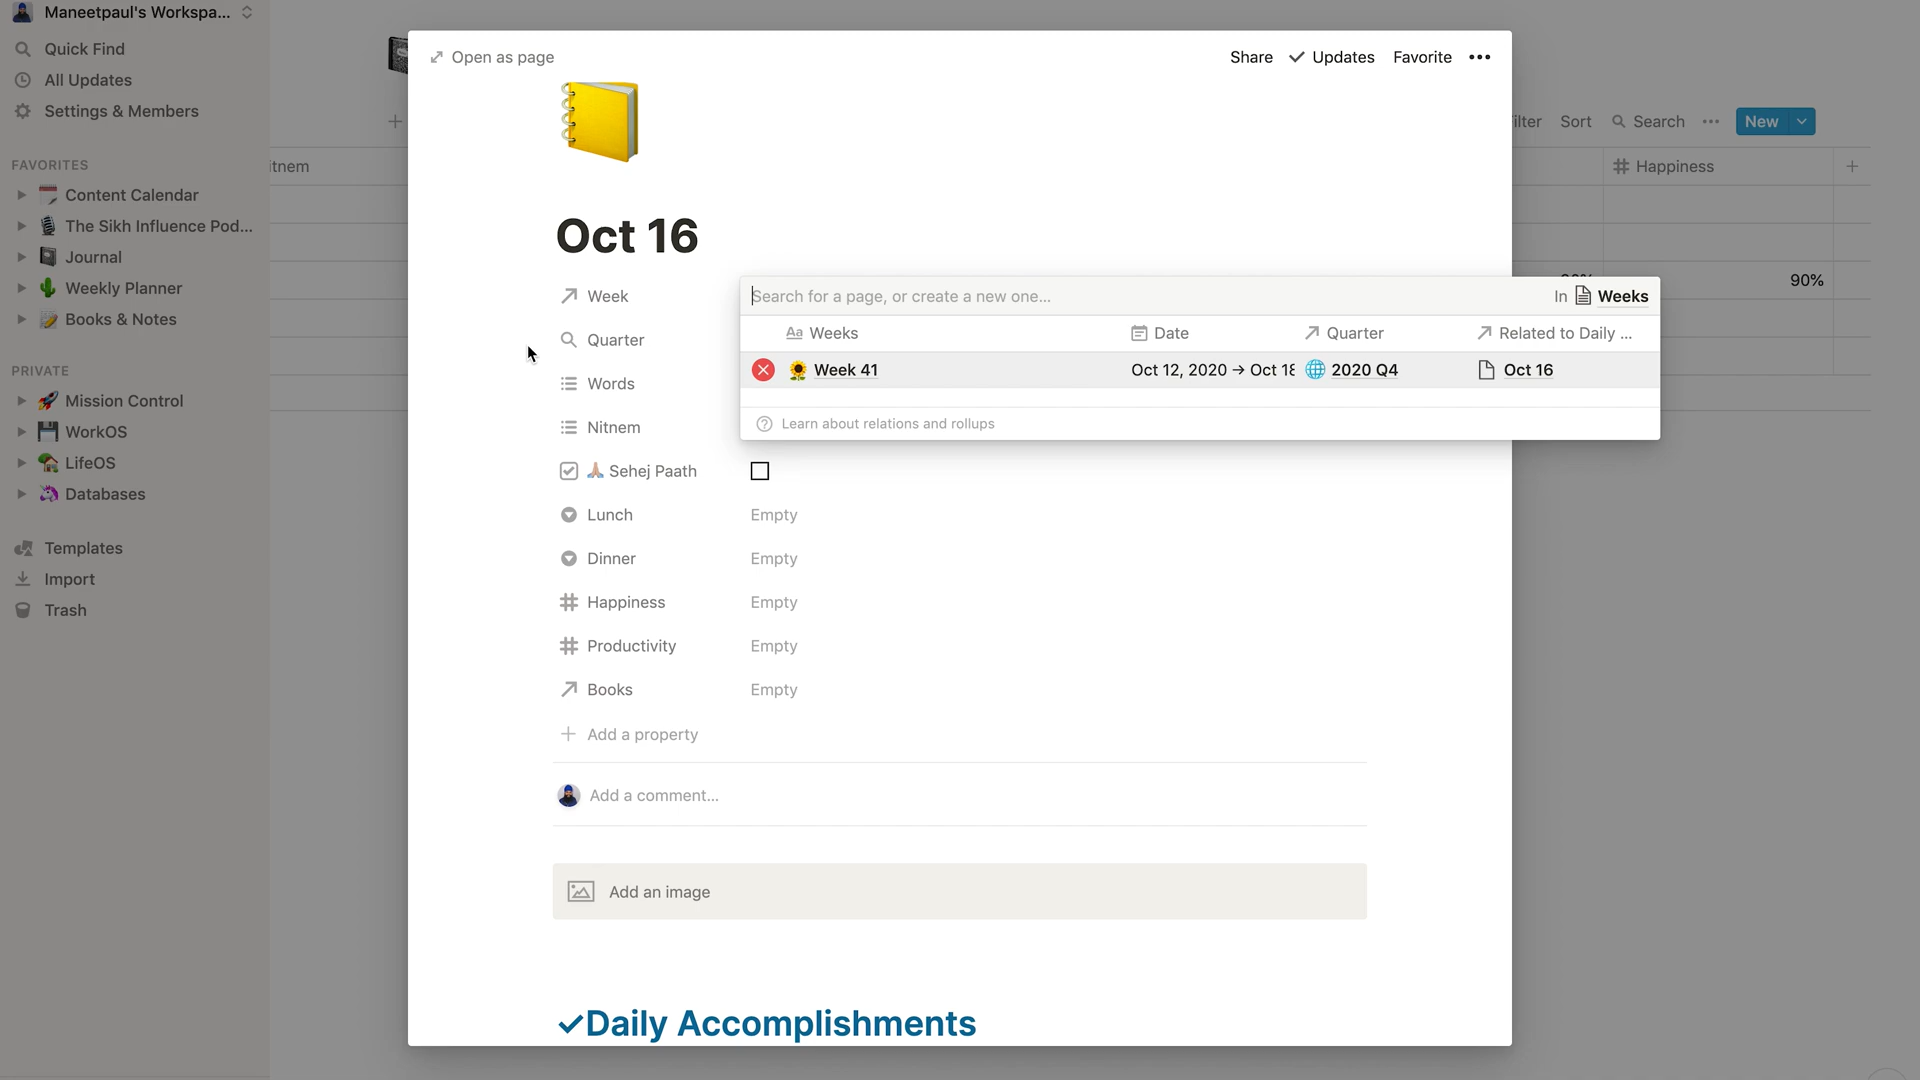 Maneetpaul's Workspa...
Quick Find
All Updates
Settings & Members
FAVORITES
Content Calendar
The Sikh Influence Pod...
Journal
Weekly Planner
Books & Notes
PRIVATE
Mission Control
WorkOS
LifeOS
Databases
Templates
Import
Trash
Open as page
Share
Updates
Favorite
Sort
Search
New
Happiness
90%
Oct 16
Week
Quarter
Words
Nitnem
Search for a page, or create a new one...
In Weeks
Aa Weeks
Date
Quarter
Related to Daily ...
Week 41
Oct 12, 2020 → Oct 18
2020 Q4
Oct 16
Learn about relations and rollups
Sehej Paath
Lunch Empty
Dinner Empty
Happiness Empty
Productivity Empty
Books Empty
Add a property
Add a comment...
Add an image
Daily Accomplishments